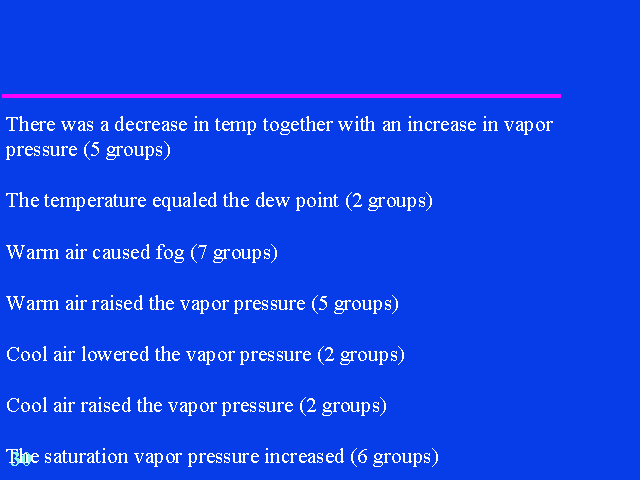 There was a decrease in temp together with an increase in vapor
pressure (5 groups)
The temperature equaled the dew point (2 groups)
Warm air caused fog (7 groups)
Warm air raised the vapor pressure (5 groups)
Cool air lowered the vapor pressure (2 groups)
Cool air raised the vapor pressure (2 groups)
The saturation vapor pressure increased (6 groups)
30